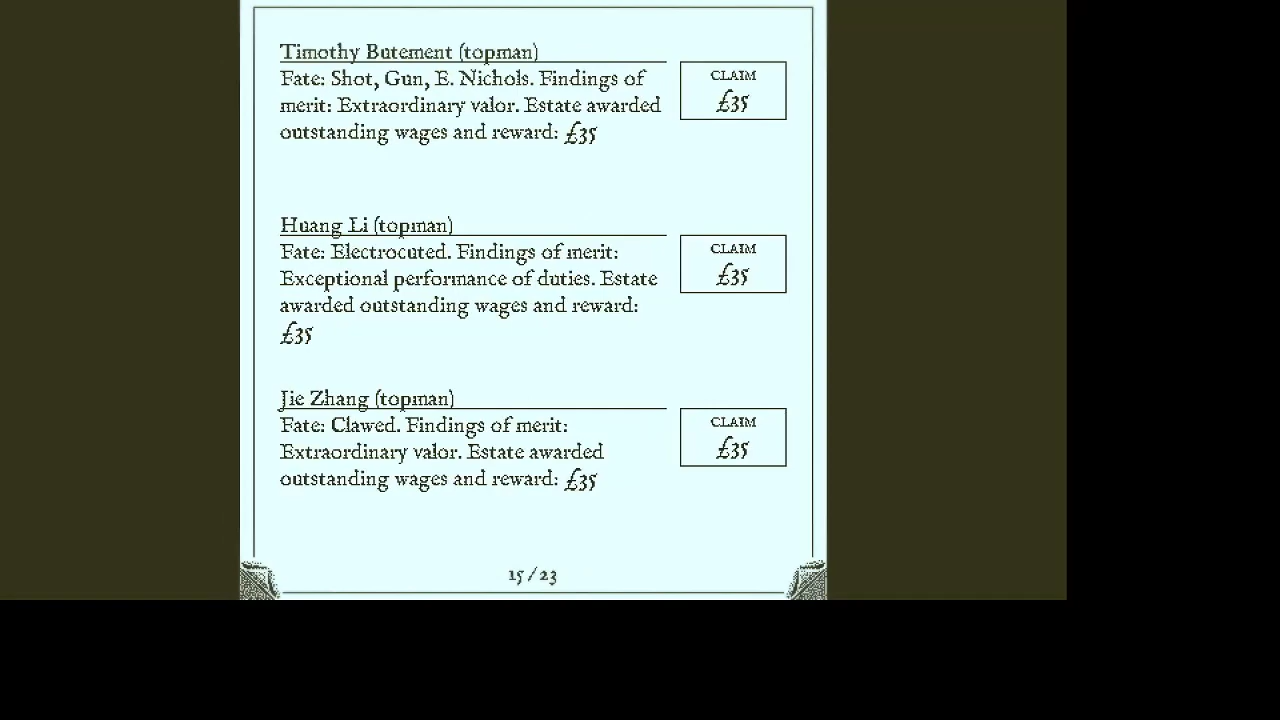 Timothy Butement (topman)
Fate: Shot, Gun, E. Nichols. Findings of
merit: Extraordinary valor. Estate awarded
outstanding wages and reward: £35
CLAIM
£35
Huang Li (topman)
Fate: Electrocuted. Findings of merit:
Exceptional performance of duties. Estate
awarded outstanding wages and reward:
£35
CLAIM
£35
Jie Zhang (topman)
Fate: Clawed. Findings of merit:
Extraordinary valor. Estate awarded
outstanding wages and reward: £35
CLAIM
£35
15 / 23